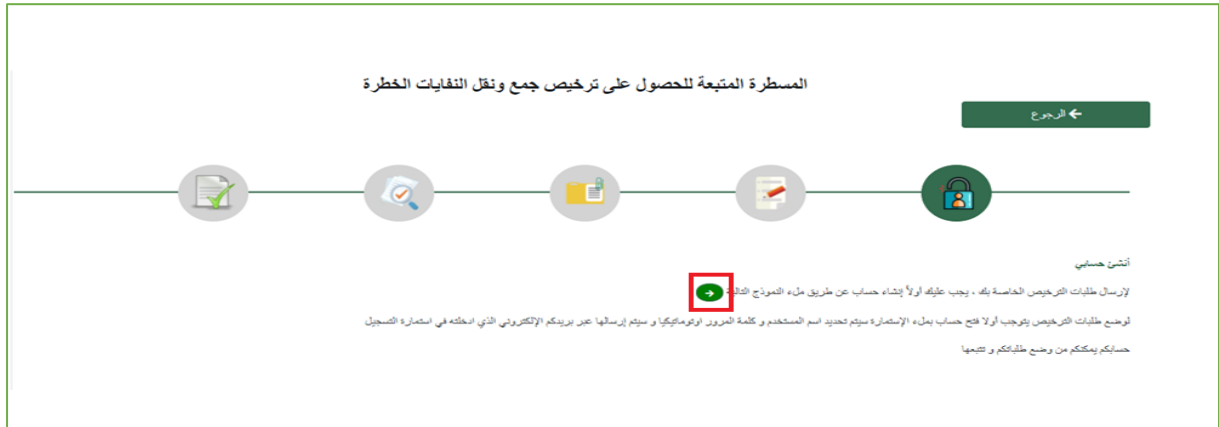 المسطرة المتبعة للحصول على ترخيص جمع ونقل النفايات الخطرة
الرجوع
أنشئ حسابي
لإرسال طلبات الترخيص الخاصة بك ، يجب عليك أولاً إنشاء حساب عن طريق ملء النموذج التالية
لوضع طلبات الترخيص يتوجب أولا فتح حساب بملء الإستمارة سيتم تحديد اسم المستخدم و كلمة المرور اوتوماتيكيا و سيتم إرسالها عبر بريدكم الإلكتروني الذي ادخلته في استمارة التسجيل
حسابكم يمكنكم من وضع طلباتكم و تتبعها